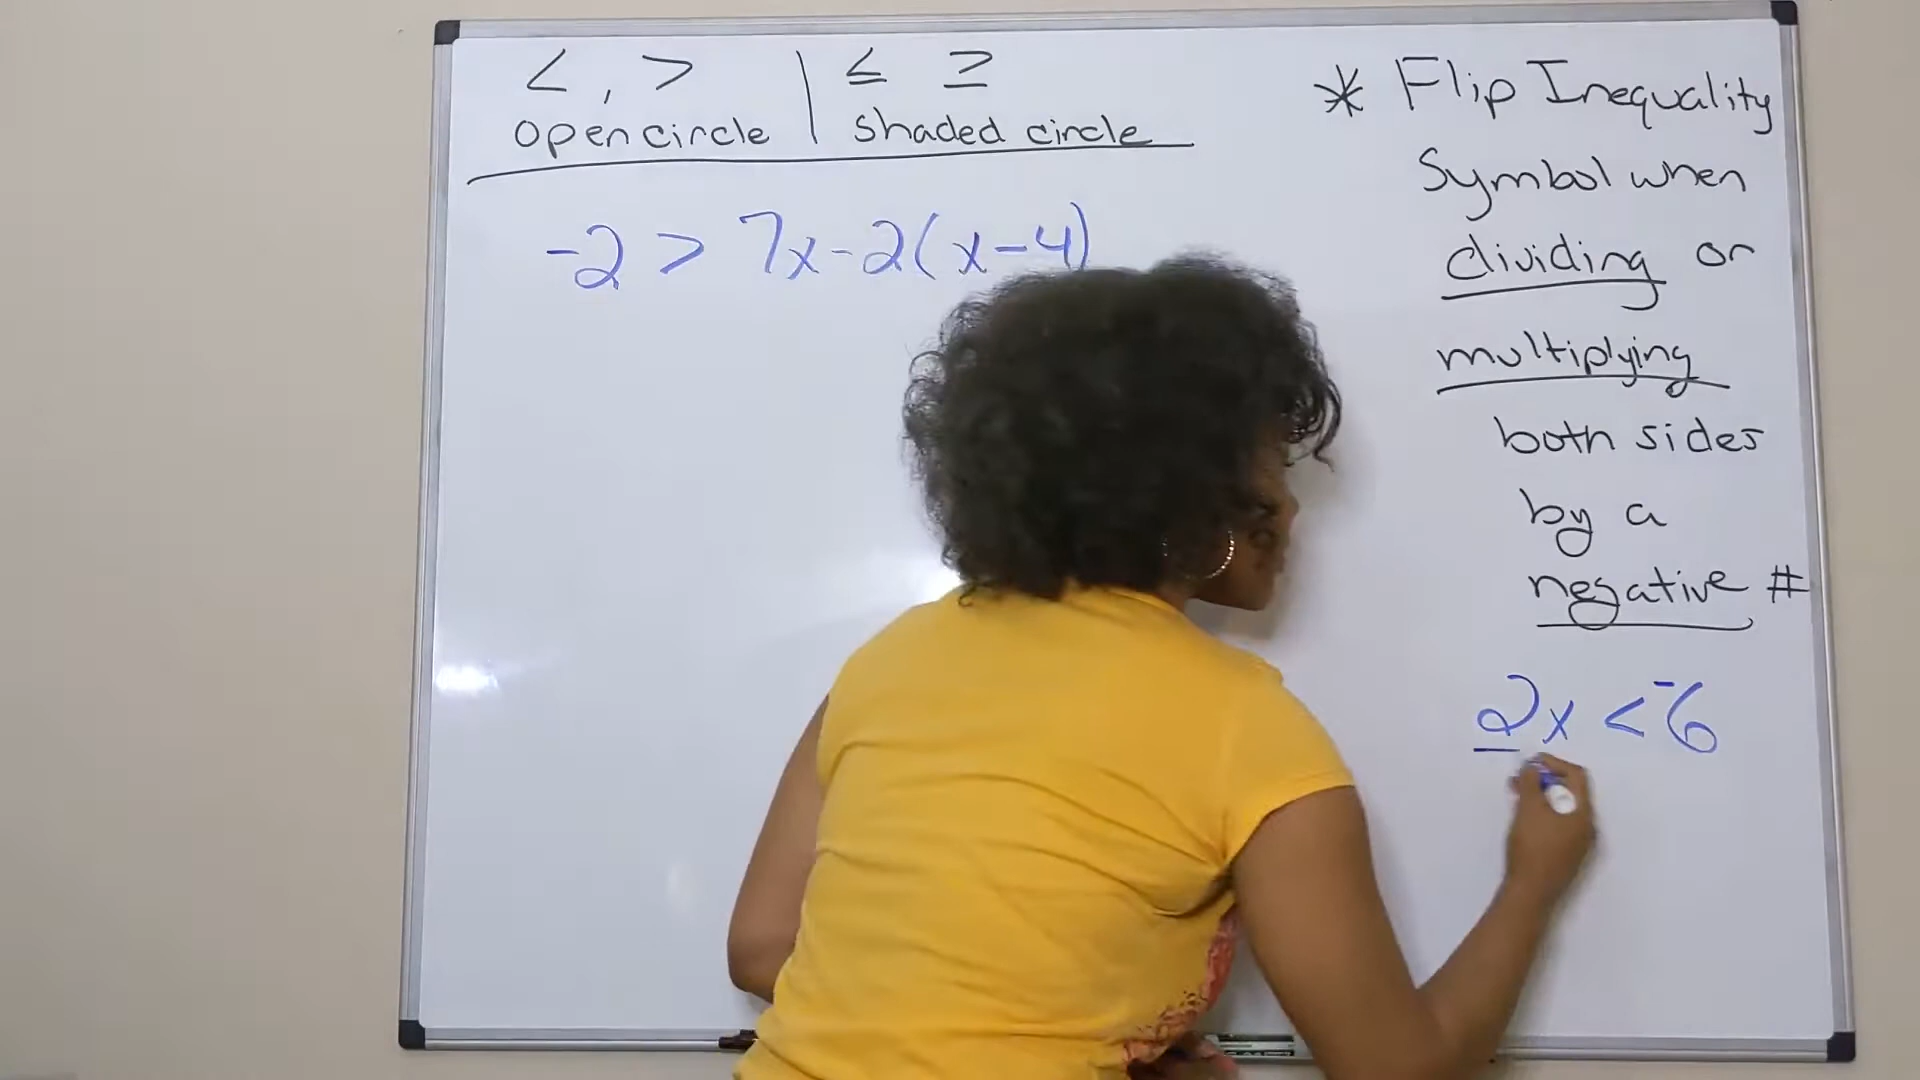 < , > | ≤ ≥
open circle | shaded circle
-2 > 7x-2(x-4)
* Flip Inequality
Symbol when
dividing or
multiplying
both sides
by a
negative #
2x < -6